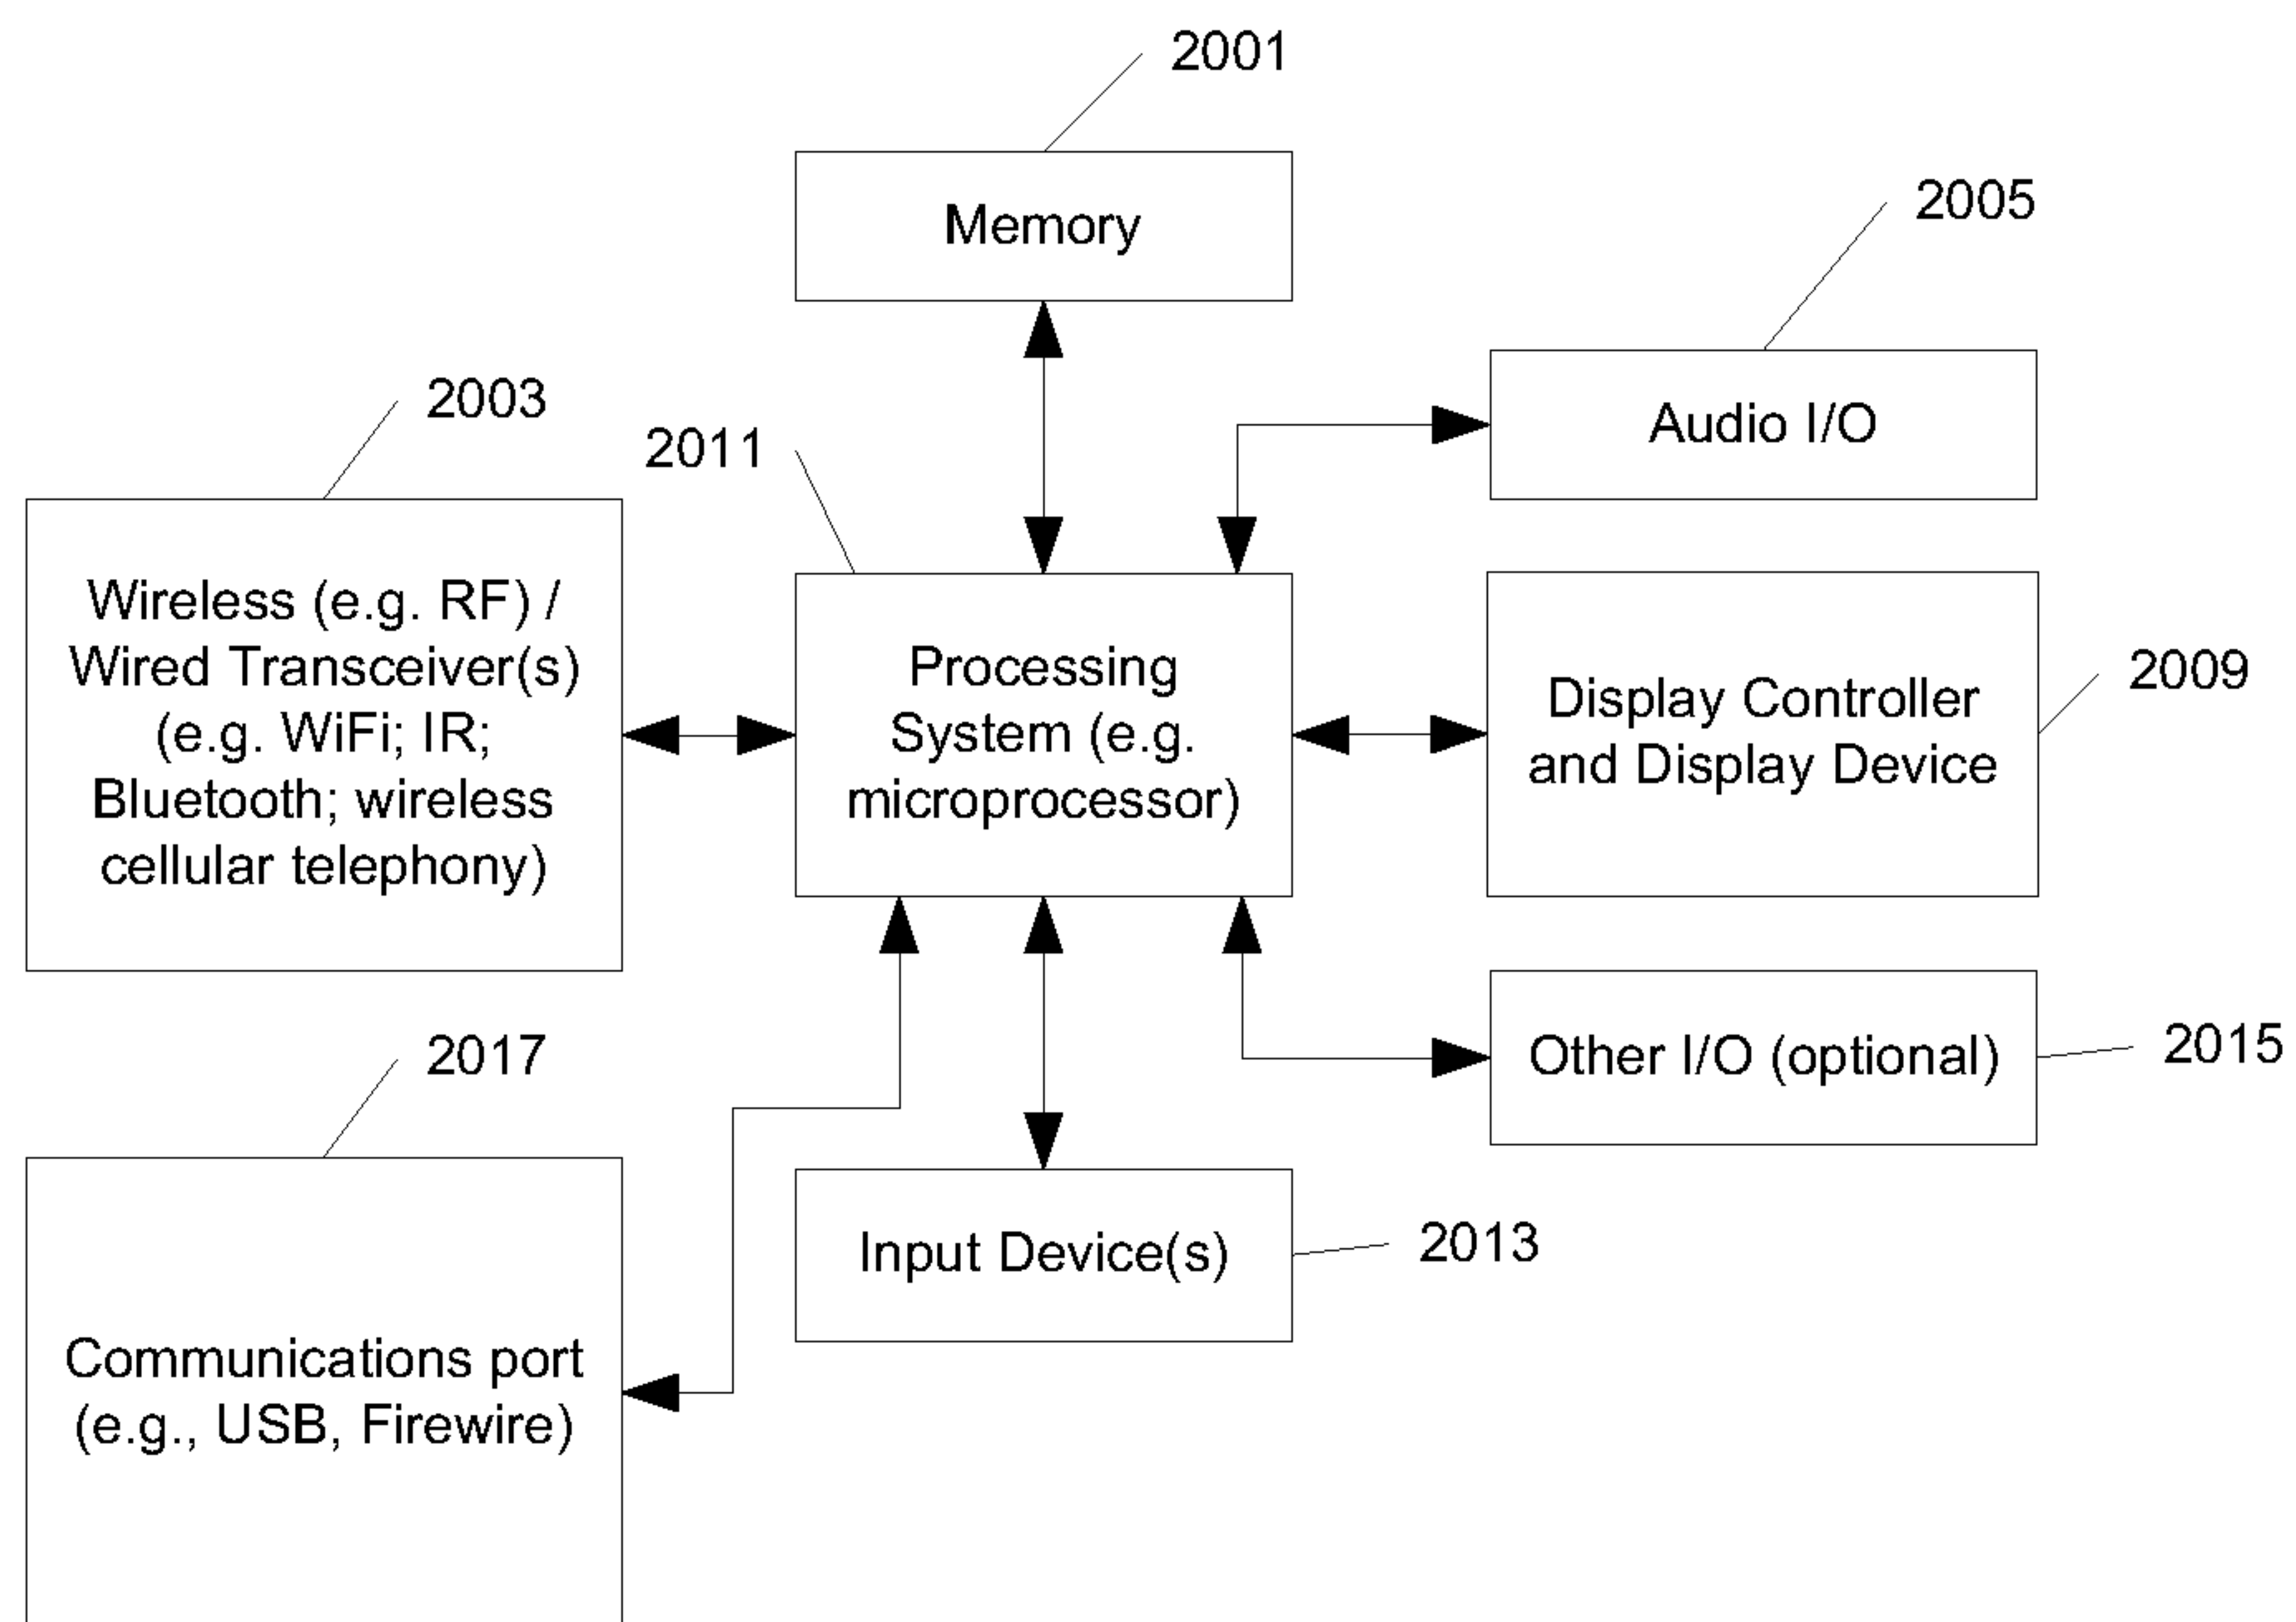 2001
Memory
2005
Audio I/O
2003
2011
Wireless (e.g. RF) /
Wired Transceiver(s)
(e.g. WiFi; IR;
Bluetooth; wireless
cellular telephony)
Processing
System (e.g.
microprocessor)
Display Controller
and Display Device
2009
Other I/O (optional)
2015
2017
Input Device(s)
2013
Communications port
(e.g., USB, Firewire)